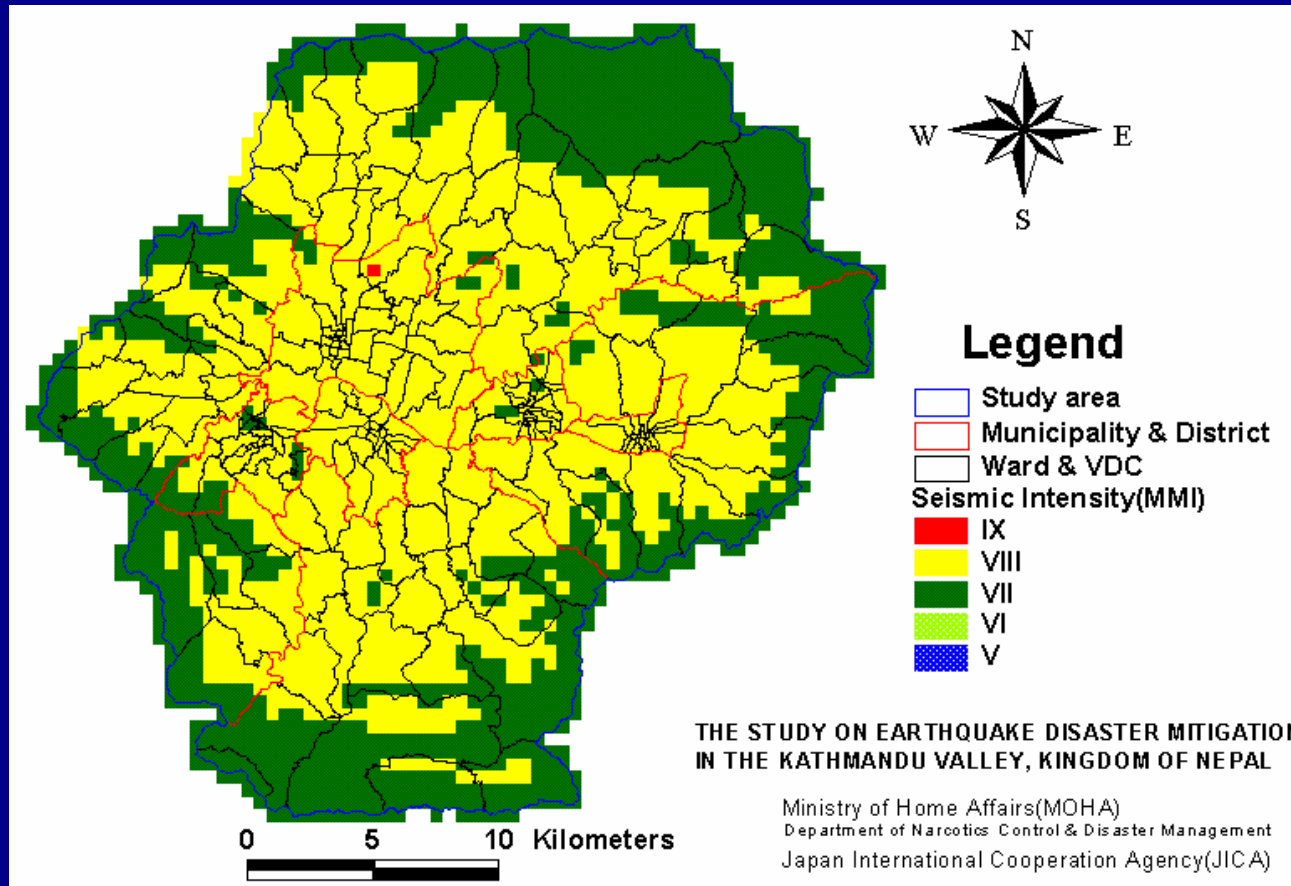 N
W E
S
Legend
Study area
Municipality & District
Ward & VDC
Seismic Intensity(MMI)
IX
VIII
VII
VI
V
THE STUDY ON EARTHQUAKE DISASTER MITIGATION
IN THE KATHMANDU VALLEY, KINGDOM OF NEPAL
Ministry of Home Affairs(MOHA)
Department of Narcotics Control & Disaster Management
Japan International Cooperation Agency(JICA)
0 5 10 Kilometers